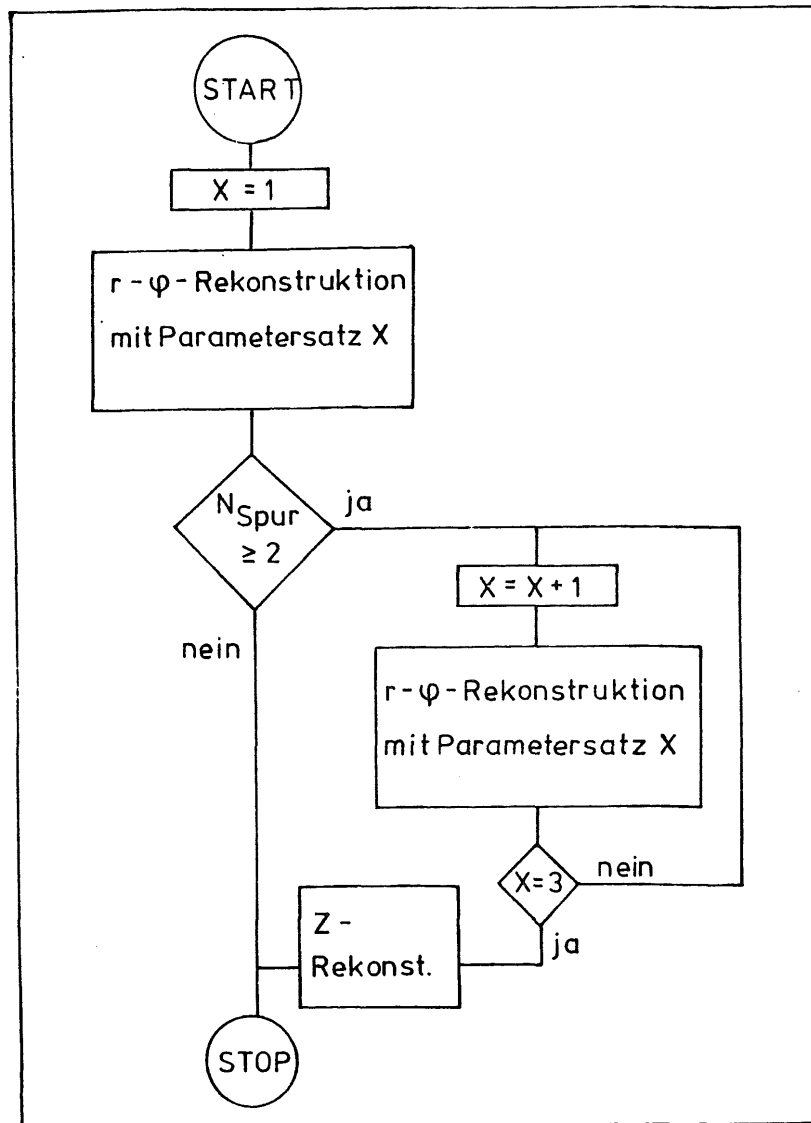 START
X = 1
r - φ - Rekonstruktion
mit Parametersatz X
N Spur
≥ 2
ja
nein
X = X + 1
r - φ - Rekonstruktion
mit Parametersatz X
X=3
nein
ja
Z -
Rekonst.
STOP